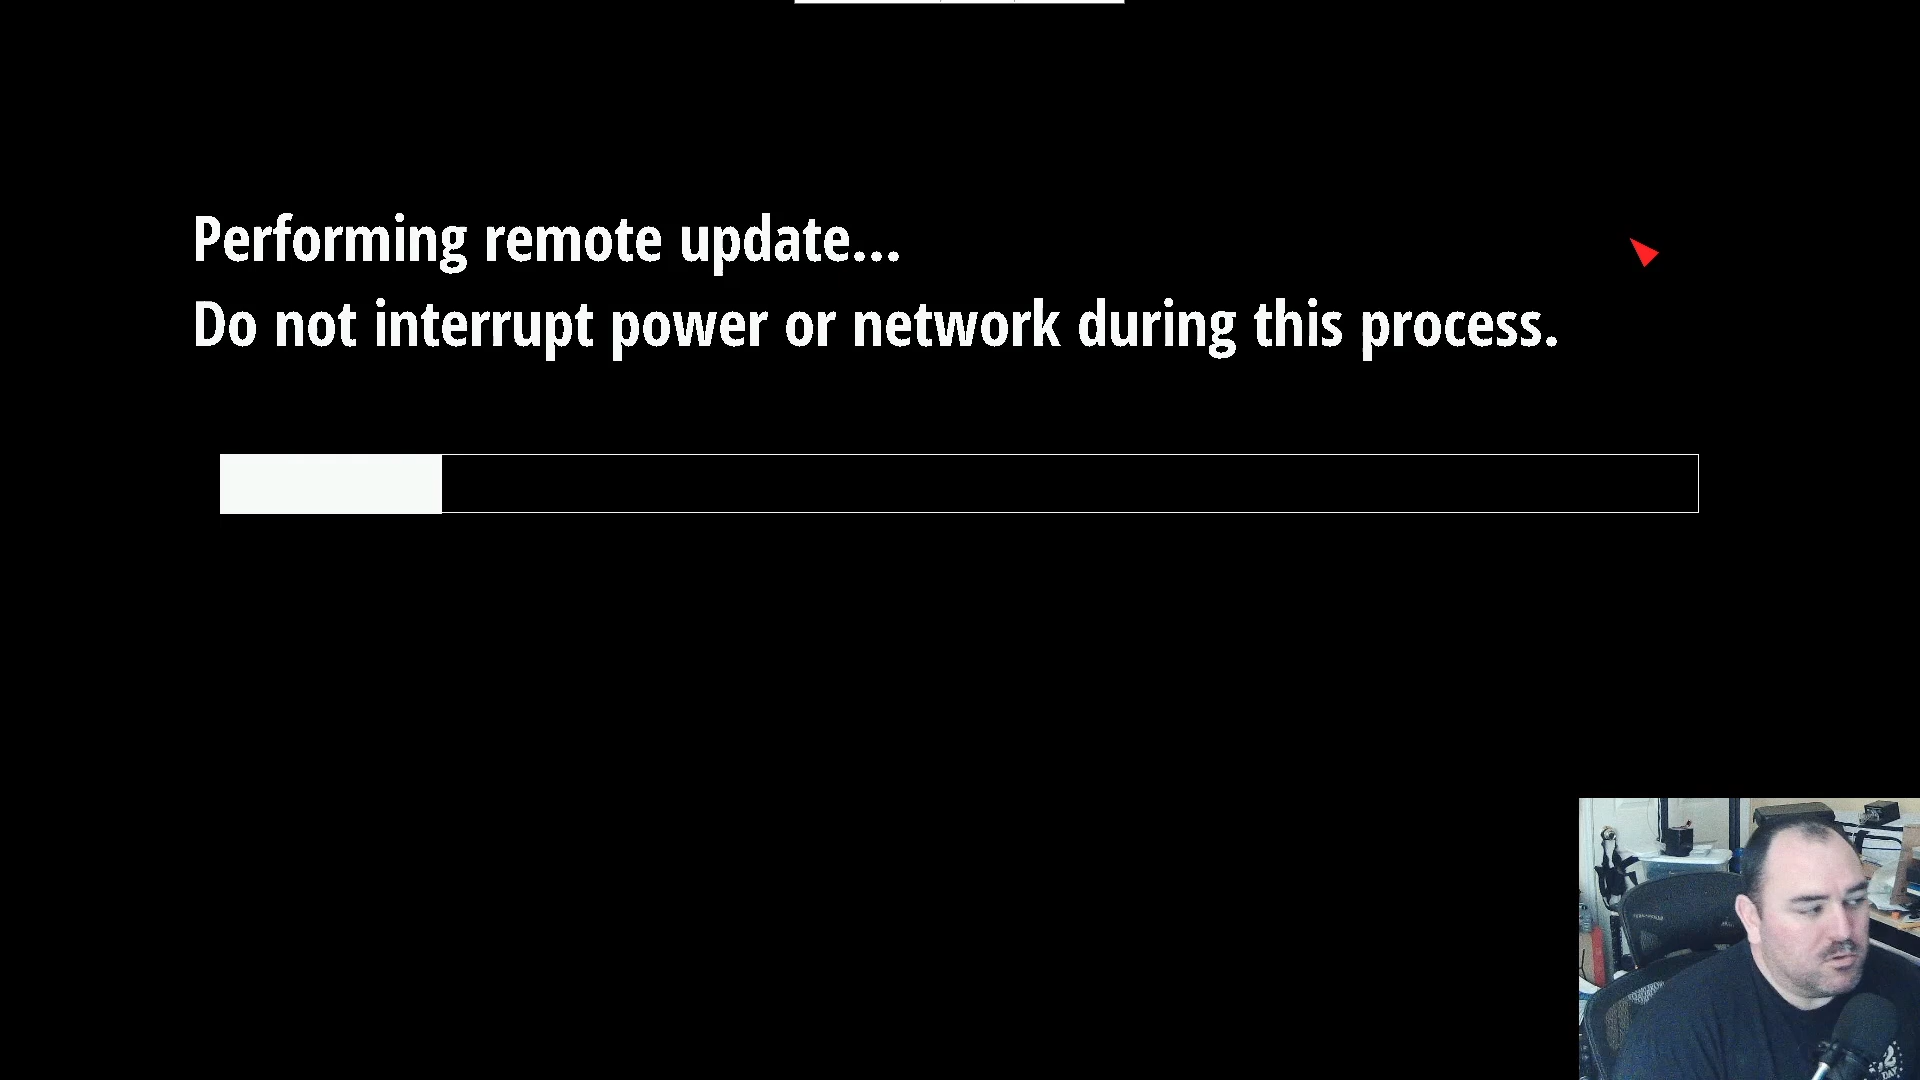 Performing remote update...
Do not interrupt power or network during this process.